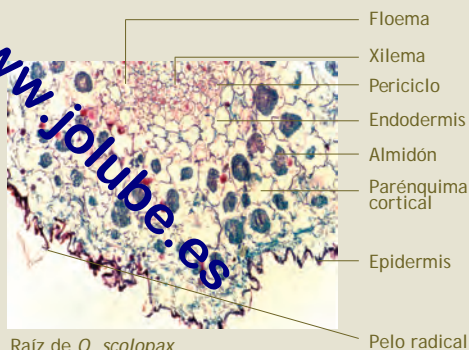 Floema
Xilema
Periciclo
Endodermis
Almidón
Parénquima
cortical
Epidermis
Pelo radical
www.jolube.es
Raíz de O. scolopax